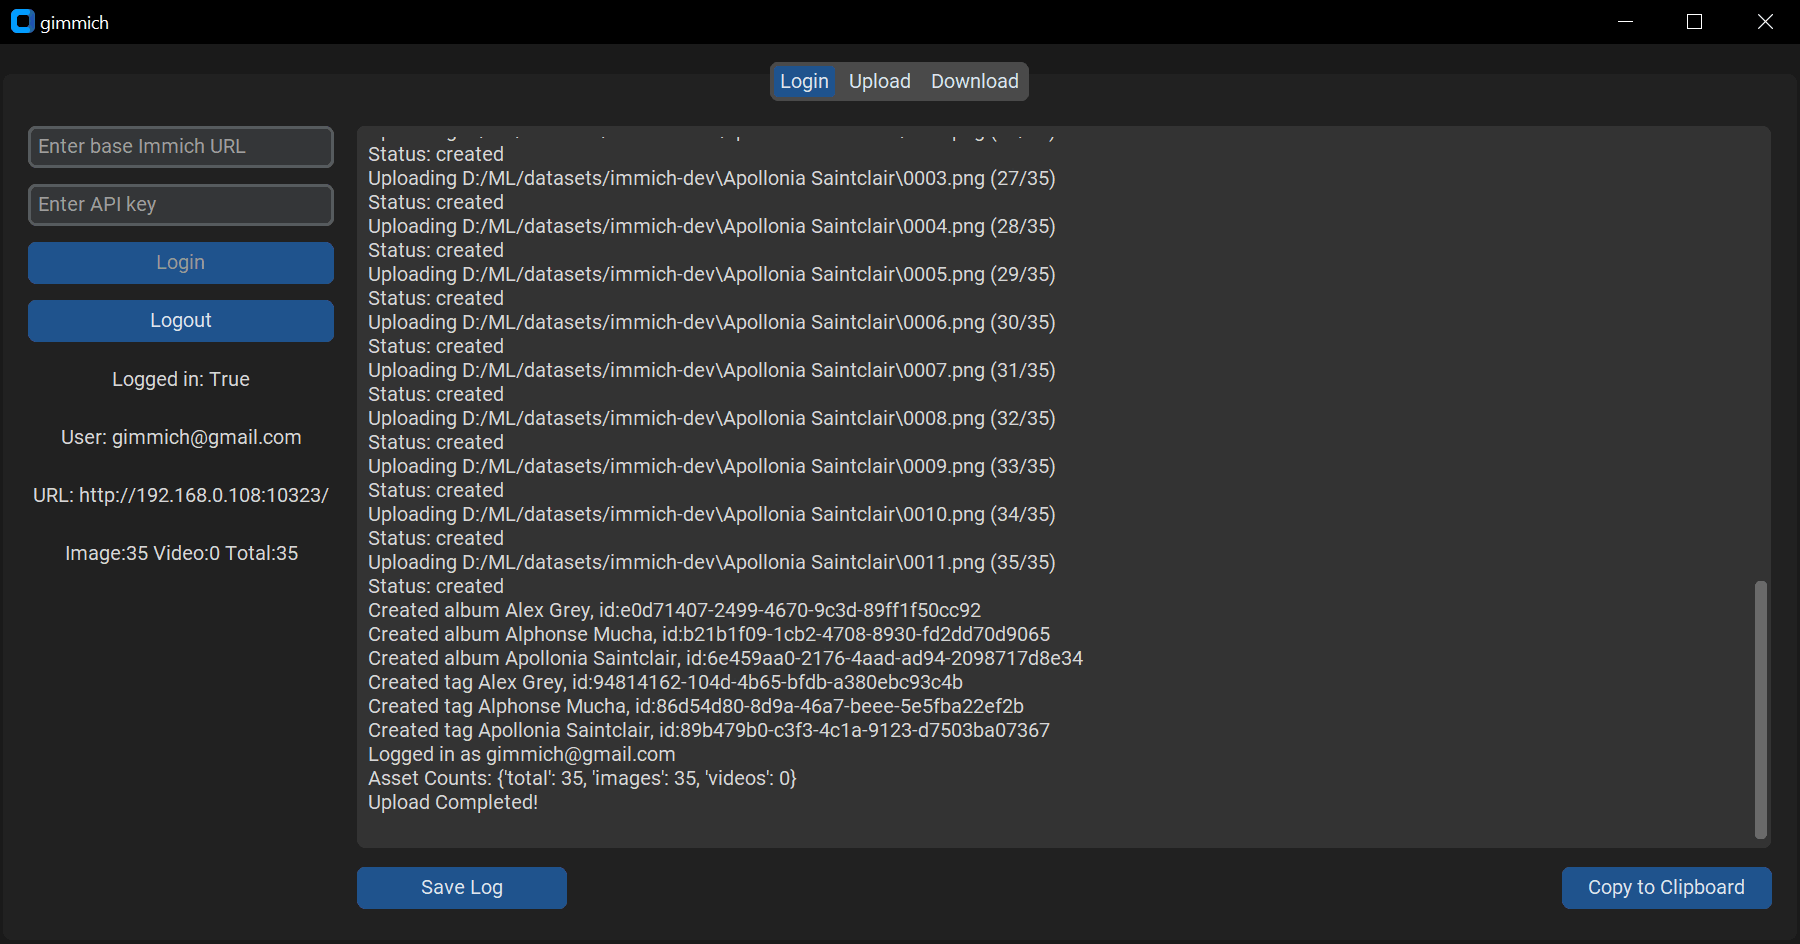 gimmich
Login Upload Download
Enter base Immich URL
Enter API key
Login
Logout
Logged in: True
User: gimmich@gmail.com
URL: http://192.168.0.108:10323/
Image:35 Video:0 Total:35
Status: created
Uploading D:/ML/datasets/immich-dev\Apollonia Saintclair\0003.png (27/35)
Status: created
Uploading D:/ML/datasets/immich-dev\Apollonia Saintclair\0004.png (28/35)
Status: created
Uploading D:/ML/datasets/immich-dev\Apollonia Saintclair\0005.png (29/35)
Status: created
Uploading D:/ML/datasets/immich-dev\Apollonia Saintclair\0006.png (30/35)
Status: created
Uploading D:/ML/datasets/immich-dev\Apollonia Saintclair\0007.png (31/35)
Status: created
Uploading D:/ML/datasets/immich-dev\Apollonia Saintclair\0008.png (32/35)
Status: created
Uploading D:/ML/datasets/immich-dev\Apollonia Saintclair\0009.png (33/35)
Status: created
Uploading D:/ML/datasets/immich-dev\Apollonia Saintclair\0010.png (34/35)
Status: created
Uploading D:/ML/datasets/immich-dev\Apollonia Saintclair\0011.png (35/35)
Status: created
Created album Alex Grey, id:e0d71407-2499-4670-9c3d-89ff1f50cc92
Created album Alphonse Mucha, id:b21b1f09-1cb2-4708-8930-fd2dd70d9065
Created album Apollonia Saintclair, id:6e459aa0-2176-4aad-ad94-2098717d8e34
Created tag Alex Grey, id:94814162-104d-4b65-bfdb-a380ebc93c4b
Created tag Alphonse Mucha, id:86d54d80-8d9a-46a7-beee-5e5fba22ef2b
Created tag Apollonia Saintclair, id:89b479b0-c3f3-4c1a-9123-d7503ba07367
Logged in as gimmich@gmail.com
Asset Counts: {'total': 35, 'images': 35, 'videos': 0}
Upload Completed!
Save Log
Copy to Clipboard